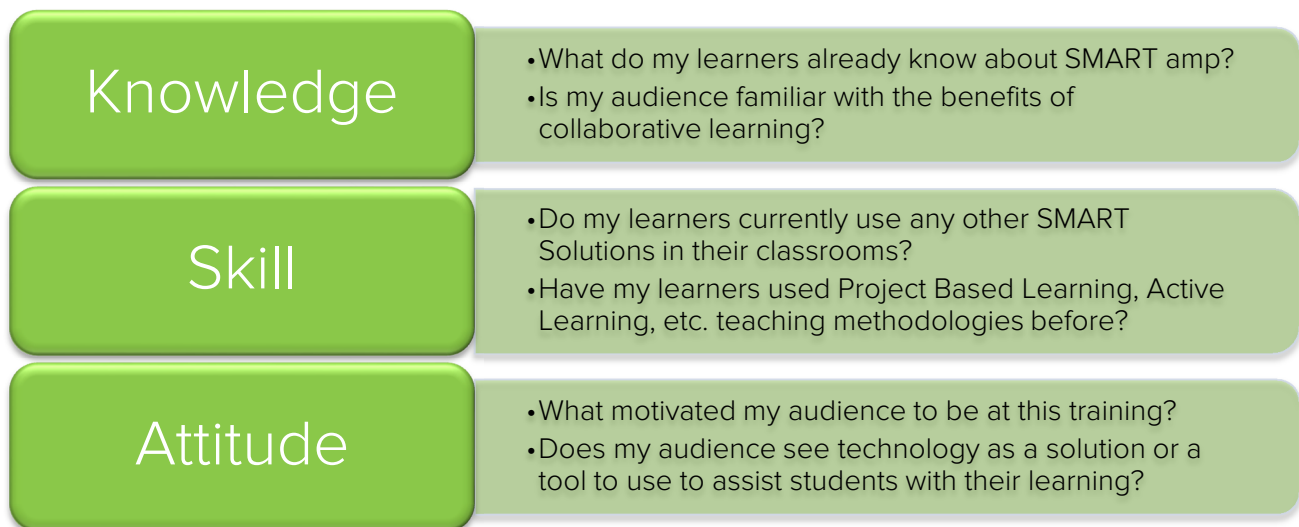 Knowledge
•What do my learners already know about SMART amp?
•Is my audience familiar with the benefits of
collaborative learning?
Skill
•Do my learners currently use any other SMART
Solutions in their classrooms?
•Have my learners used Project Based Learning, Active
Learning, etc. teaching methodologies before?
Attitude
•What motivated my audience to be at this training?
•Does my audience see technology as a solution or a
tool to use to assist students with their learning?